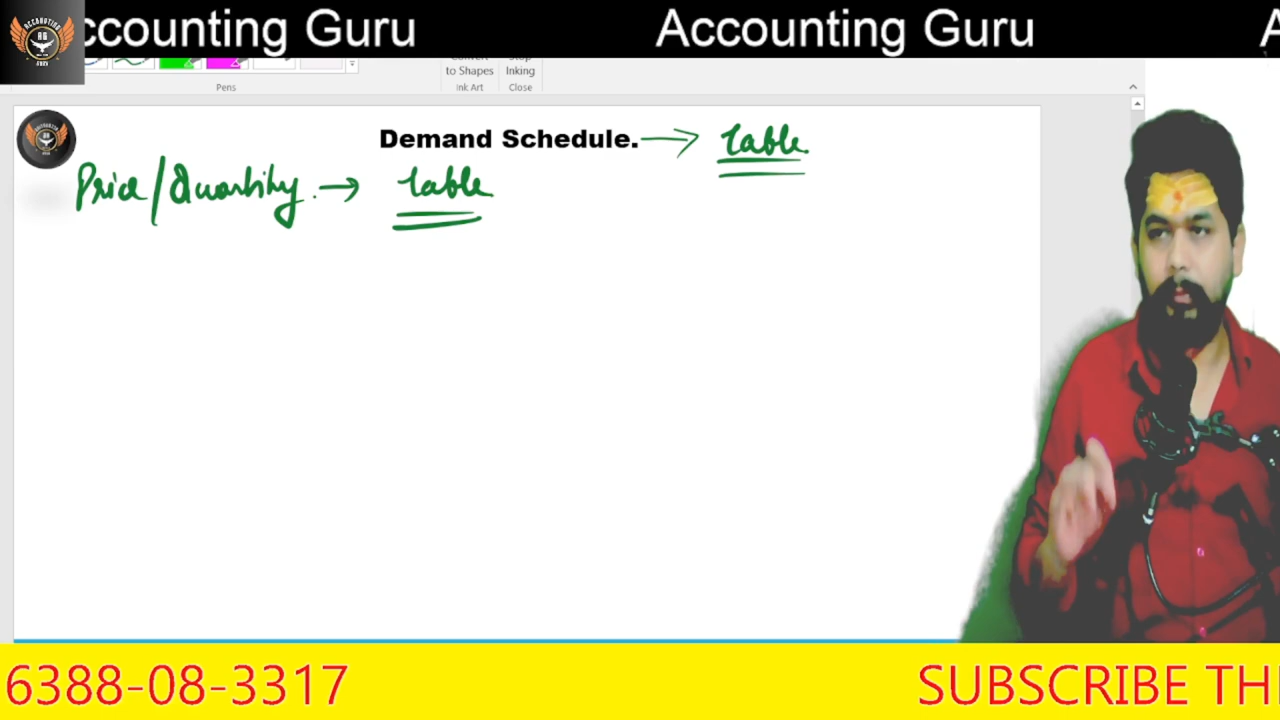 ccounting Guru Accounting Guru A
to Shapes Inking
Pens Ink Art Close
Demand Schedule. → Table.
Price/Quantity. → Table
6388-08-3317 SUBSCRIBE TH